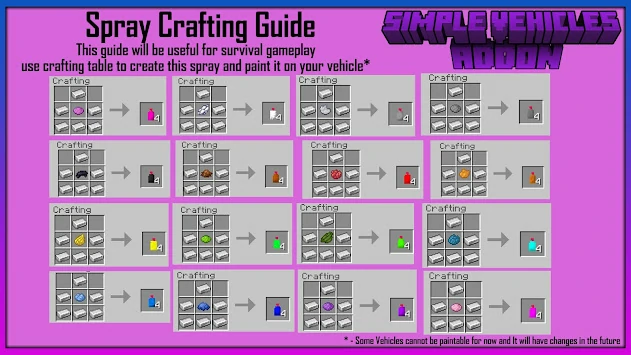 Spray Crafting Guide
SIMPLE VEHICLES
ADDON
This guide will be useful for survival gameplay
use crafting table to create this spray and paint it on your vehicle*
Crafting
Crafting
Crafting
Crafting
4
4
4
4
Crafting
Crafting
Crafting
Crafting
4
4
4
4
Crafting
Crafting
Crafting
Crafting
4
4
4
4
Crafting
Crafting
Crafting
Crafting
4
4
4
4
* - Some Vehicles cannot be paintable for now and It will have changes in the future